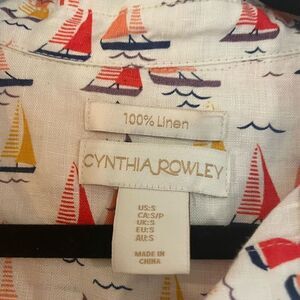 100% Linen
CYNTHIA ROWLEY
US:S
CA:S/P
UK:S
EU:S
AU:S
MADE IN
CHINA